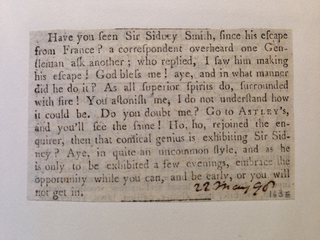 Have you seen Sir Sidney Smith, since his escape
from France? a correspondent overheard one Gen-
tleman ask another; who replied, I saw him making
his escape! God bless me! aye, and in what manner
did he do it? As all superior spirits do, surrounded
with fire! You astonish me, I do not understand how
it could be. Do you doubt me? Go to ASTLEY's,
and you'll see the same! Ho, ho, rejoined the en-
quirer, then that comical genius is exhibiting Sir Sid-
ney? Aye, in quite an uncommon style, and as he
is only to be exhibited a few evenings, embrace the
opportunity while you can, and be early, or you will
not get in. 22 May 98